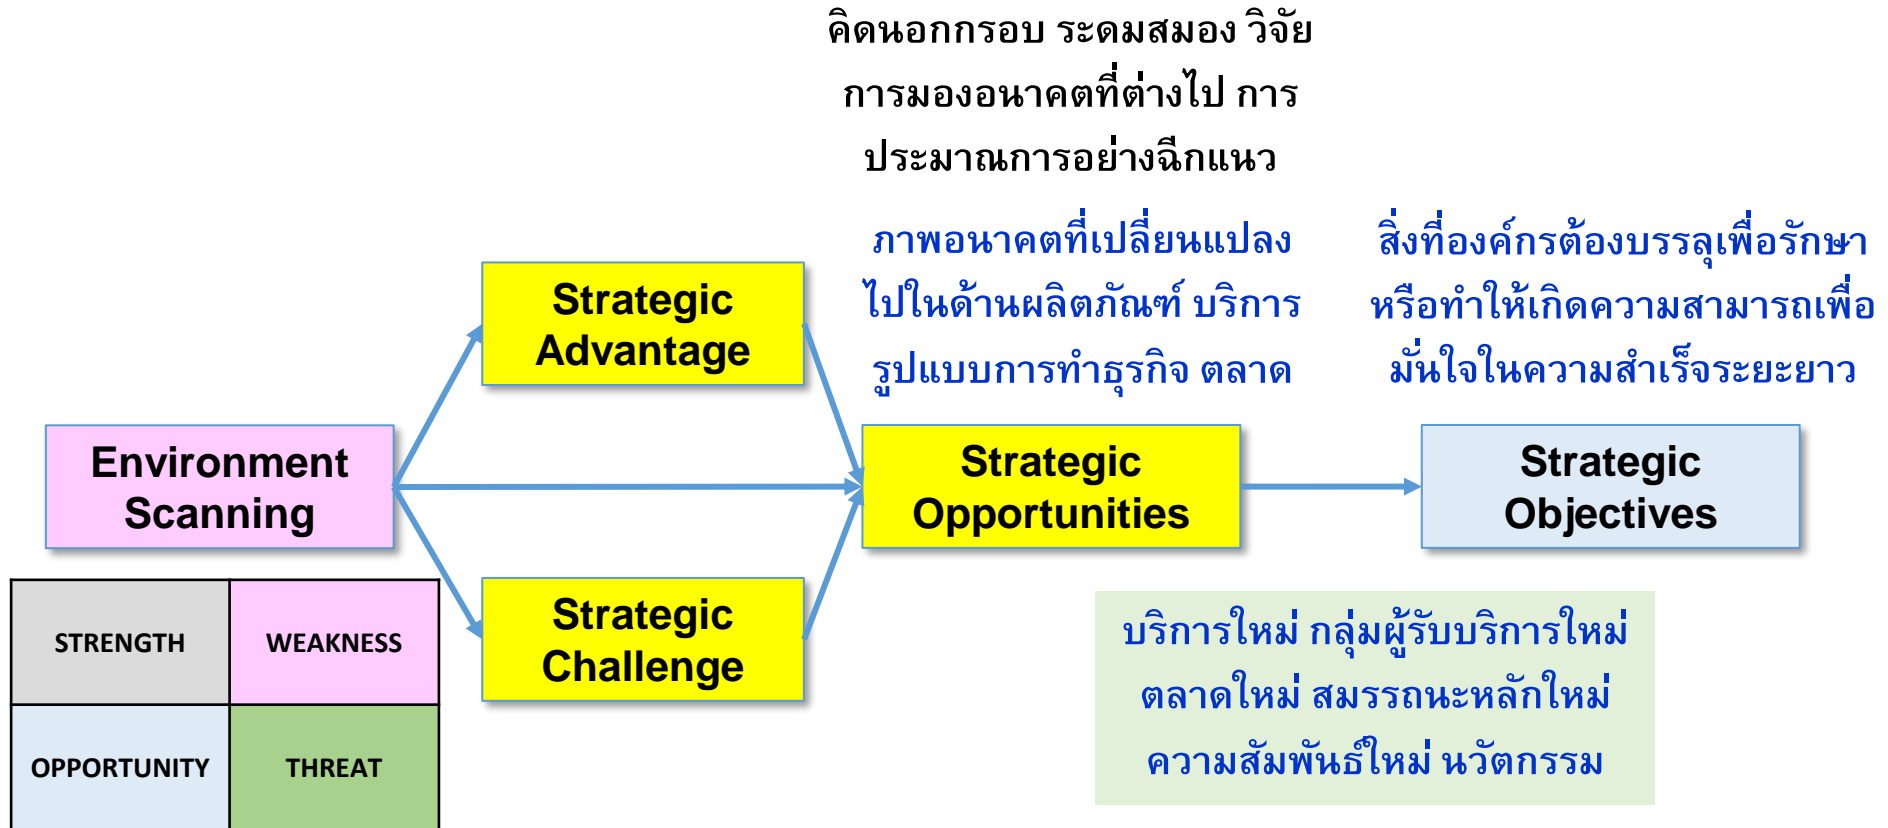 คิดนอกกรอบ ระดมสมอง วิจัย
การมองอนาคตที่ต่างไป การ
ประมาณการอย่างฉีกแนว
ภาพอนาคตที่เปลี่ยนแปลง
ไปในด้านผลิตภัณฑ์ บริการ
รูปแบบการทำธุรกิจ ตลาด
สิ่งที่องค์กรต้องบรรลุเพื่อรักษา
หรือทำให้เกิดความสามารถเพื่อ
มั่นใจในความสำเร็จระยะยาว
Strategic
Advantage
Environment
Scanning
Strategic
Opportunities
Strategic
Objectives
Strategic
Challenge
STRENGTH
WEAKNESS
OPPORTUNITY
THREAT
บริการใหม่ กลุ่มผู้รับบริการใหม่
ตลาดใหม่ สมรรถนะหลักใหม่
ความสัมพันธ์ใหม่ นวัตกรรม